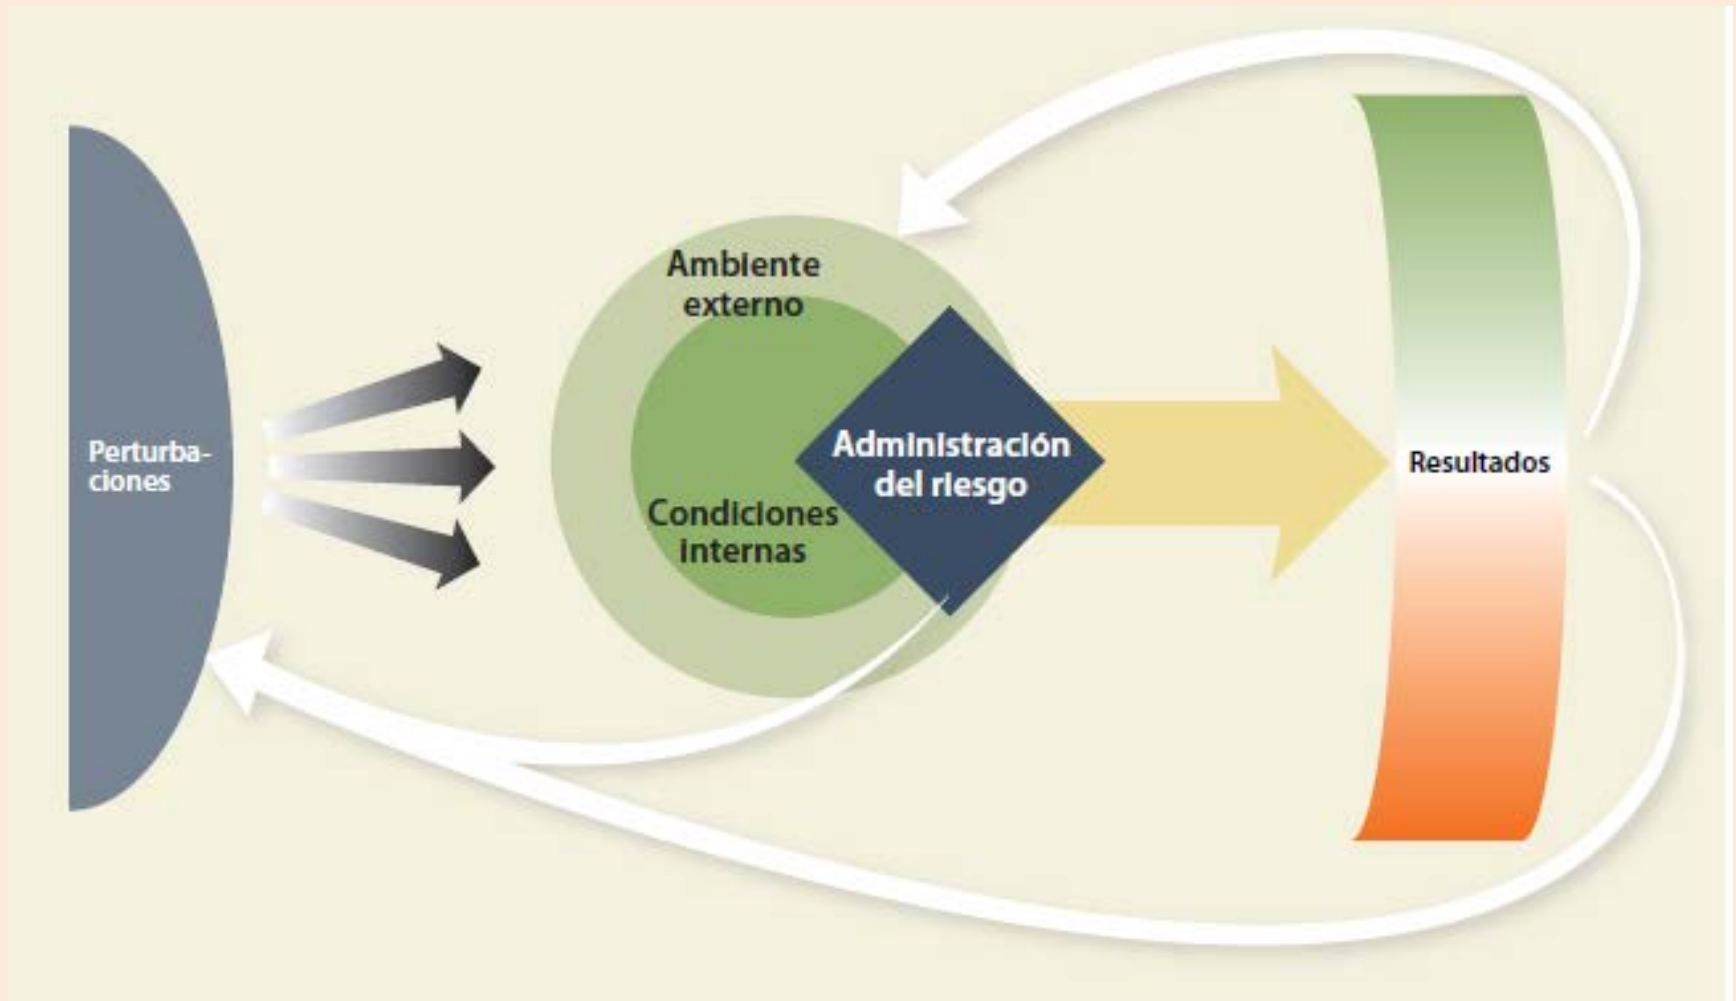 Perturba-
ciones
Ambiente
externo
Condiciones
internas
Administración
del riesgo
Resultados